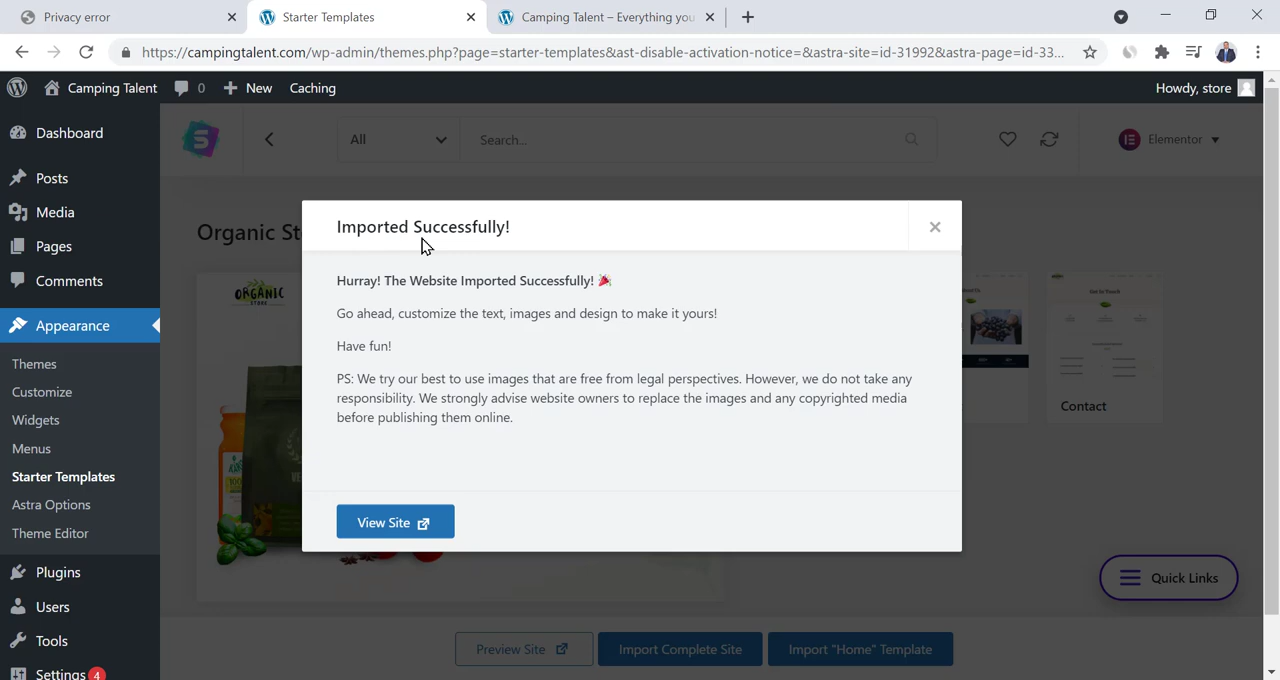 Privacy error
Starter Templates
Camping Talent – Everything you
https://campingtalent.com/wp-admin/themes.php?page=starter-templates&ast-disable-activation-notice=&astra-site=id-31992&astra-page=id-33...
Camping Talent
0
New
Caching
Howdy, store
Dashboard
Posts
Media
Pages
Comments
Appearance
Themes
Customize
Widgets
Menus
Starter Templates
Astra Options
Theme Editor
Plugins
Users
Tools
Settings 4
All
Search...
Elementor
Organic St
ORGANIC
Imported Successfully!
Hurray! The Website Imported Successfully! 🎉
Go ahead, customize the text, images and design to make it yours!
Have fun!
PS: We try our best to use images that are free from legal perspectives. However, we do not take any
responsibility. We strongly advise website owners to replace the images and any copyrighted media
before publishing them online.
View Site
Get In Touch
Contact
Quick Links
Preview Site
Import Complete Site
Import "Home" Template